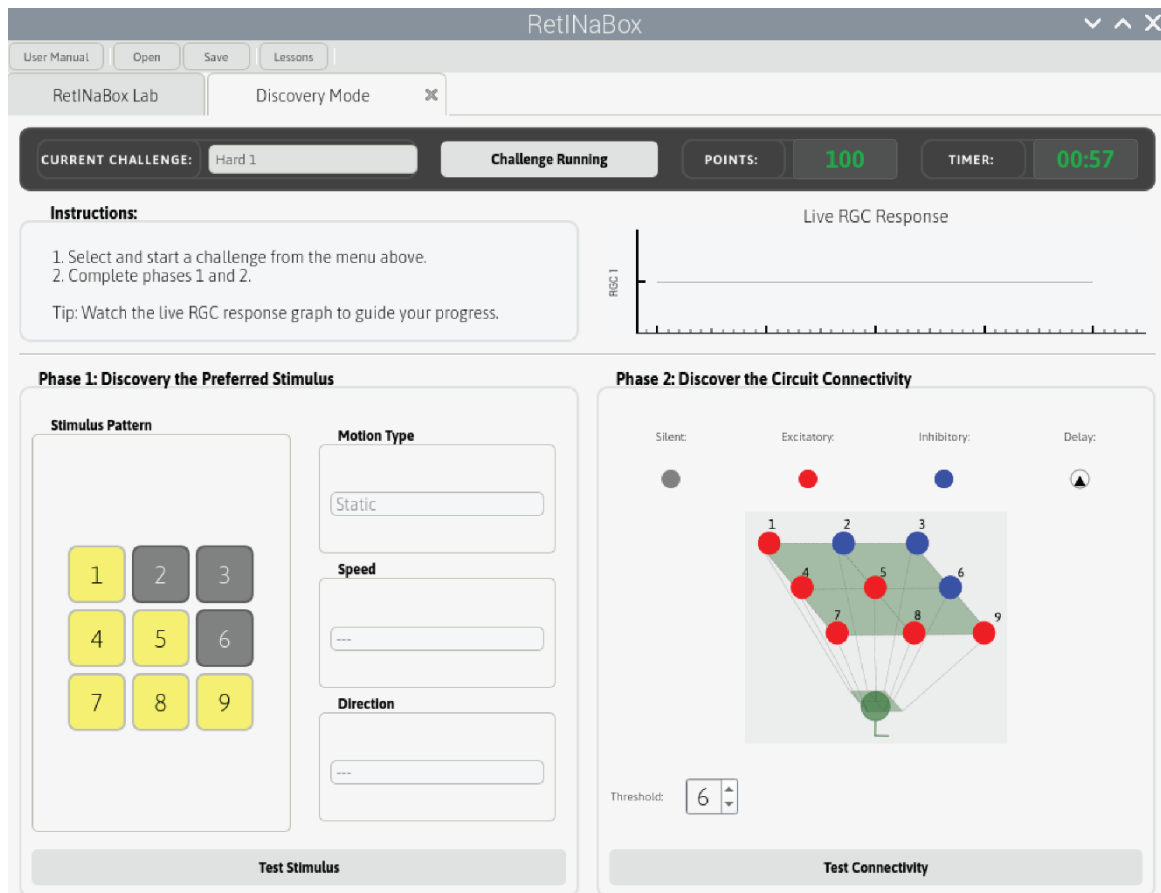 RetINaBox
User Manual
Open
Save
Lessons
RetINaBox Lab
Discovery Mode
CURRENT CHALLENGE:
Hard 1
Challenge Running
POINTS:
100
TIMER:
00:57
Instructions:
1. Select and start a challenge from the menu above.
2. Complete phases 1 and 2.
Tip: Watch the live RGC response graph to guide your progress.
Live RGC Response
RGC 1
Phase 1: Discovery the Preferred Stimulus
Stimulus Pattern
1 2 3
4 5 6
7 8 9
Motion Type
Static
Speed
---
Direction
---
Test Stimulus
Phase 2: Discover the Circuit Connectivity
Silent:
Excitatory:
Inhibitory:
Delay:
1 2 3
4 5 6
7 8 9
Threshold:
6
Test Connectivity